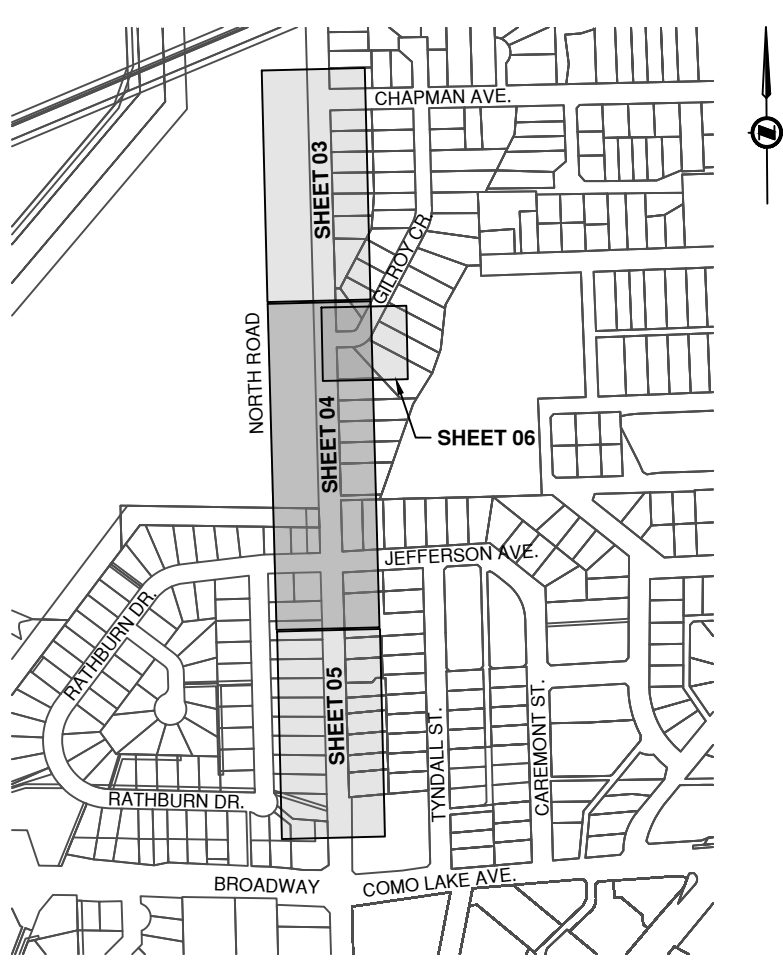 CHAPMAN AVE.
SHEET 03
GILROY CR.
NORTH ROAD
SHEET 04
SHEET 06
JEFFERSON AVE.
RATHBURN DR.
SHEET 05
TYNDALL ST.
CAREMONT ST.
RATHBURN DR.
BROADWAY
COMO LAKE AVE.
Z